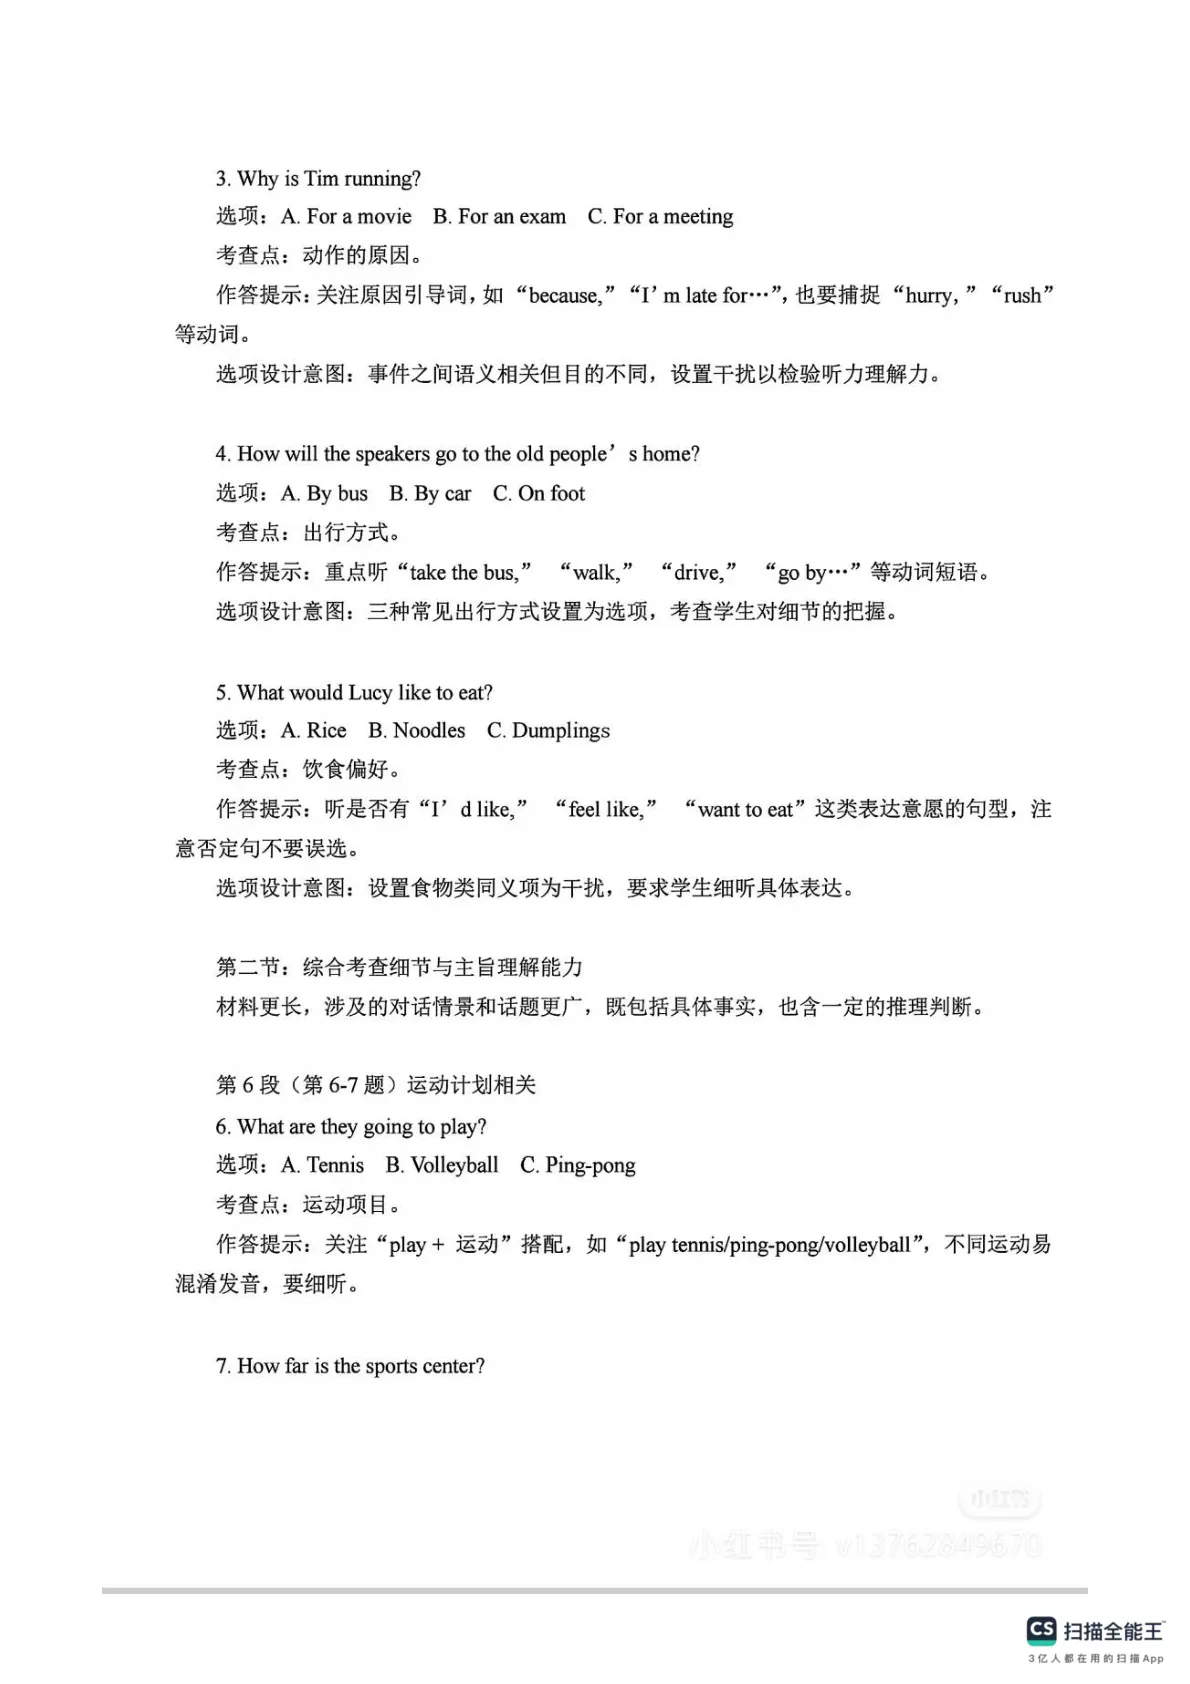 3. Why is Tim running?
选项：A. For a movie B. For an exam C. For a meeting
考查点：动作的原因。
作答提示：关注原因引导词，如 “because,” “I’ m late for…”，也要捕捉 “hurry, ” “rush”
等动词。
选项设计意图：事件之间语义相关但目的不同，设置干扰以检验听力理解力。
4. How will the speakers go to the old people’ s home?
选项：A. By bus B. By car C. On foot
考查点：出行方式。
作答提示：重点听“take the bus,” “walk,” “drive,” “go by…”等动词短语。
选项设计意图：三种常见出行方式设置为选项，考查学生对细节的把握。
5. What would Lucy like to eat?
选项：A. Rice B. Noodles C. Dumplings
考查点：饮食偏好。
作答提示：听是否有“I’ d like,” “feel like,” “want to eat”这类表达意愿的句型，注
意否定句不要误选。
选项设计意图：设置食物类同义项为干扰，要求学生细听具体表达。
第二节：综合考查细节与主旨理解能力
材料更长，涉及的对话情景和话题更广，既包括具体事实，也含一定的推理判断。
第 6 段（第 6-7 题）运动计划相关
6. What are they going to play?
选项：A. Tennis B. Volleyball C. Ping-pong
考查点：运动项目。
作答提示：关注“play + 运动”搭配，如“play tennis/ping-pong/volleyball”，不同运动易
混淆发音，要细听。
7. How far is the sports center?
小红书
小红书号 v13762849670
CS 扫描全能王™
3亿人都在用的扫描App